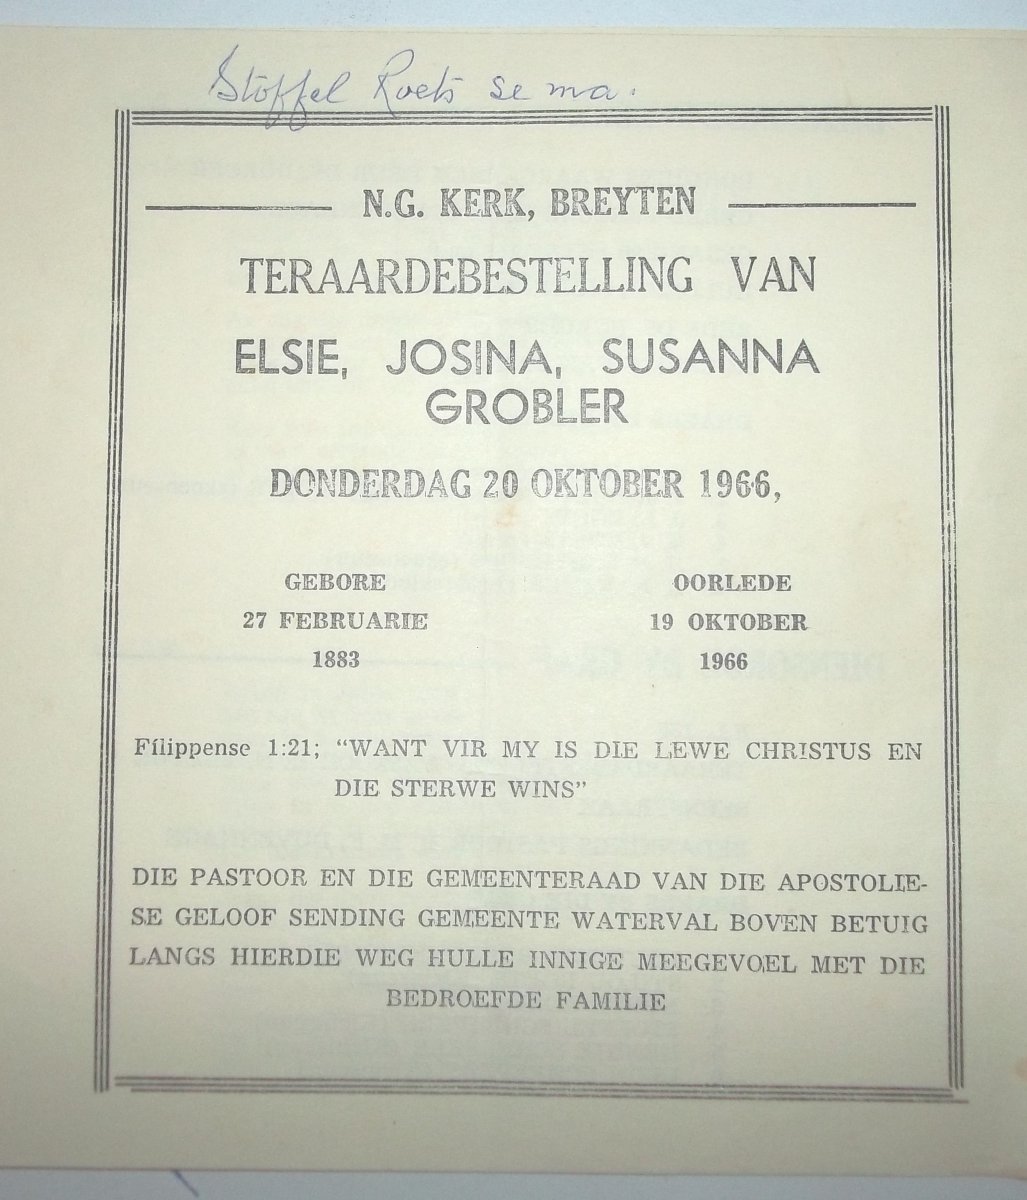 Stoffel Roets se ma.
N.G. KERK, BREYTEN
TERAARDEBESTELLING VAN
ELSIE, JOSINA, SUSANNA
GROBLER
DONDERDAG 20 OKTOBER 1966,
GEBORE
27 FEBRUARIE
1883
OORLEDE
19 OKTOBER
1966
Filippense 1:21; “WANT VIR MY IS DIE LEWE CHRISTUS EN
DIE STERWE WINS”
DIE PASTOOR EN DIE GEMEENTERAAD VAN DIE APOSTOLIE-
SE GELOOF SENDING GEMEENTE WATERVAL BOVEN BETUIG
LANGS HIERDIE WEG HULLE INNIGE MEEGEVOEL MET DIE
BEDROEFDE FAMILIE